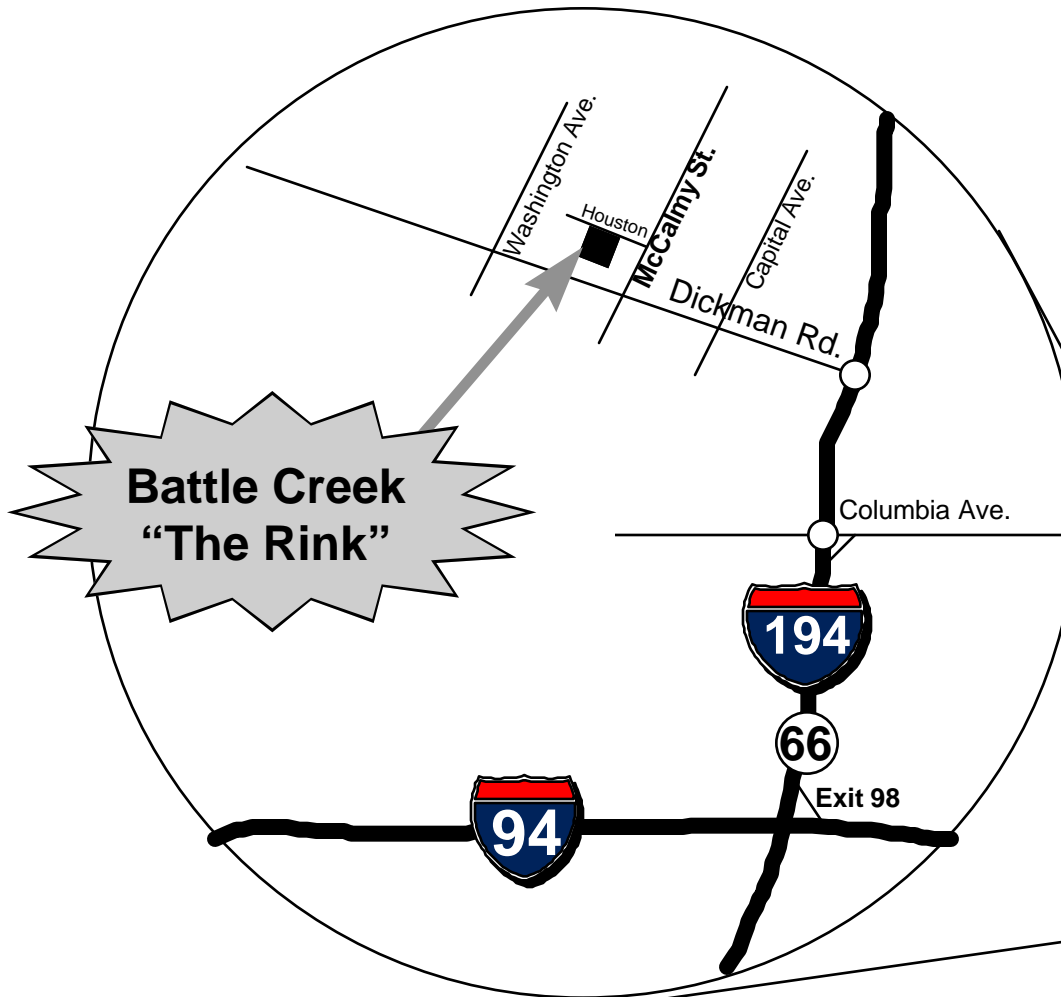 Washington Ave.
Houston
McCalmy St.
Capital Ave.
Dickman Rd.
Battle Creek
“The Rink”
Columbia Ave.
194
66
Exit 98
94